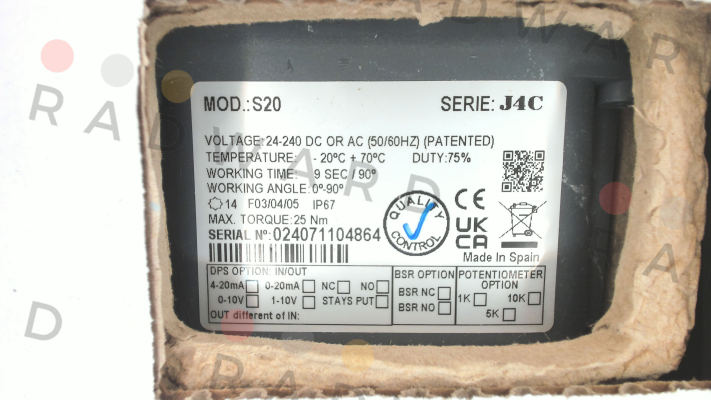 MOD.:S20 SERIE: J4C
VOLTAGE: 24-240 DC OR AC (50/60HZ) (PATENTED)
TEMPERATURE: - 20ºC + 70ºC DUTY: 75%
WORKING TIME: 9 SEC / 90º
WORKING ANGLE: 0º-90º
14 F03/04/05 IP67
MAX. TORQUE: 25 Nm
SERIAL Nº: 024071104864
QUALITY CONTROL
CE
UK CA
Made In Spain
DPS OPTION: IN/OUT
4-20mA 0-20mA NC NO
0-10V 1-10V STAYS PUT
OUT different of IN:
BSR OPTION
BSR NC
BSR NO
POTENTIOMETER OPTION
1K 10K
5K
RADWARD
RADWARD
RADWARD